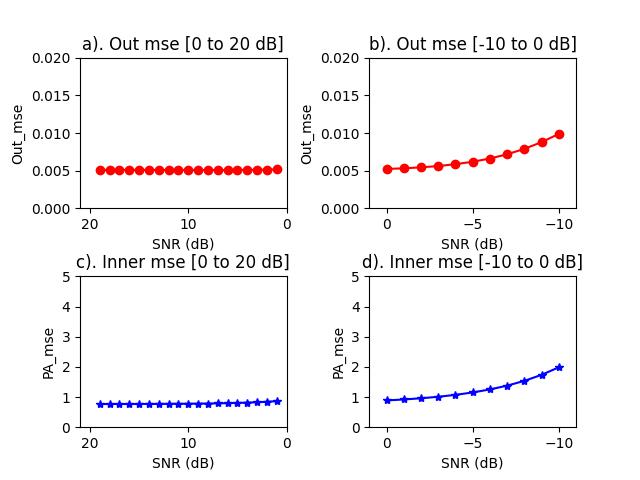 a). Out mse [0 to 20 dB]
0.020
0.015
0.010
0.005
0.000
Out_mse
20 10 0
SNR (dB)
b). Out mse [-10 to 0 dB]
0.020
0.015
0.010
0.005
0.000
Out_mse
0 −5 −10
SNR (dB)
c). Inner mse [0 to 20 dB]
5
4
3
2
1
0
PA_mse
20 10 0
SNR (dB)
d). Inner mse [-10 to 0 dB]
5
4
3
2
1
0
PA_mse
0 −5 −10
SNR (dB)